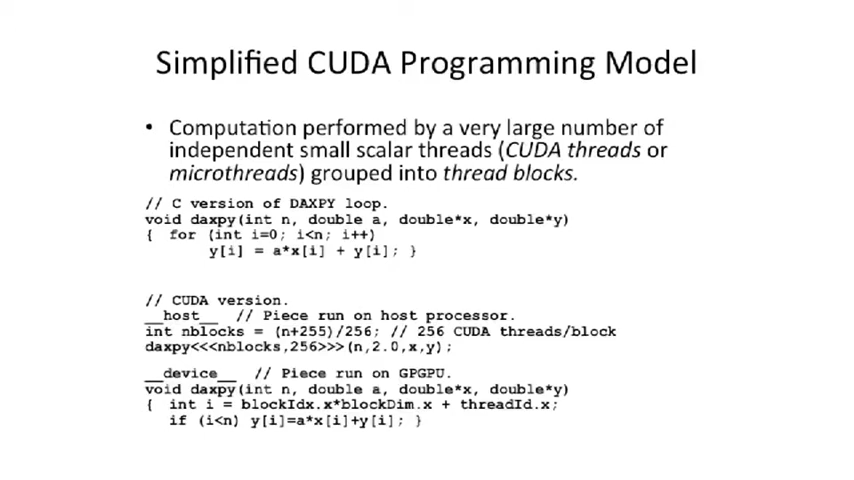 Simplified CUDA Programming Model
• Computation performed by a very large number of
independent small scalar threads (CUDA threads or
microthreads) grouped into thread blocks.
// C version of DAXPY loop.
void daxpy(int n, double a, double*x, double*y)
{ for (int i=0; i<n; i++)
y[i] = a*x[i] + y[i]; }
// CUDA version.
__host__ // Piece run on host processor.
int nblocks = (n+255)/256; // 256 CUDA threads/block
daxpy<<<nblocks,256>>>(n,2.0,x,y);
__device__ // Piece run on GPGPU.
void daxpy(int n, double a, double*x, double*y)
{ int i = blockIdx.x*blockDim.x + threadId.x;
if (i<n) y[i]=a*x[i]+y[i]; }